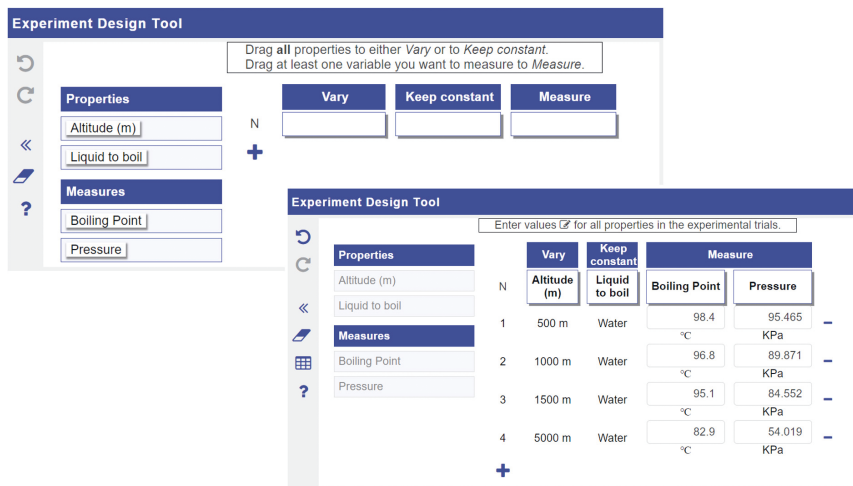 Experiment Design Tool
Drag all properties to either Vary or to Keep constant.
Drag at least one variable you want to measure to Measure.
Properties
Altitude (m)
Liquid to boil
Measures
Boiling Point
Pressure
?
Vary Keep constant Measure
N
Experiment Design Tool
Enter values for all properties in the experimental trials.
Properties
Altitude (m)
Liquid to boil
Measures
Boiling Point
Pressure
?
Vary Keep constant Measure
N Altitude (m) Liquid to boil Boiling Point Pressure
1 500 m Water 98.4 95.465
°C KPa
2 1000 m Water 96.8 89.871
°C KPa
3 1500 m Water 95.1 84.552
°C KPa
4 5000 m Water 82.9 54.019
°C KPa